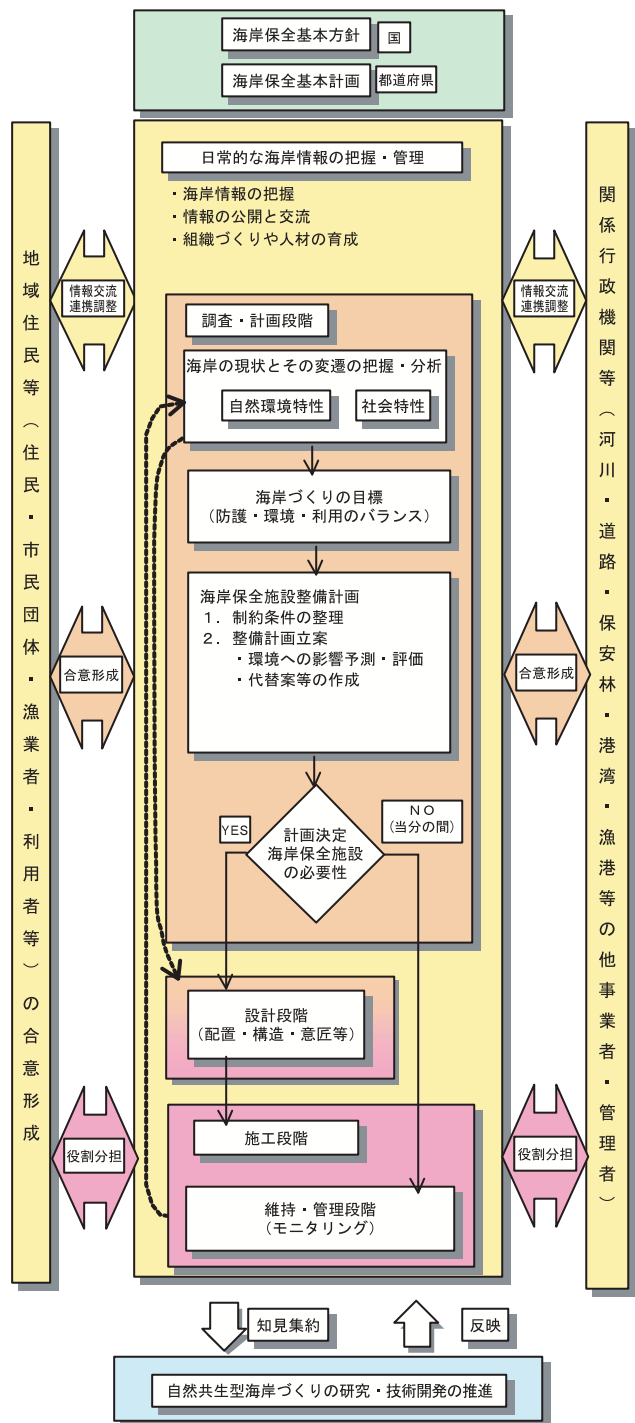 海岸保全基本方針
国
海岸保全基本計画
都道府県
日常的な海岸情報の把握・管理
・海岸情報の把握
・情報の公開と交流
・組織づくりや人材の育成
地域住民等（住民・市民団体・漁業者・利用者等）の合意形成
情報交流
連携調整
合意形成
役割分担
調査・計画段階
海岸の現状とその変遷の把握・分析
自然環境特性
社会特性
海岸づくりの目標
（防護・環境・利用のバランス）
海岸保全施設整備計画
１．制約条件の整理
２．整備計画立案
・環境への影響予測・評価
・代替案等の作成
YES
ＮＯ
（当分の間）
計画決定
海岸保全施設
の必要性
設計段階
（配置・構造・意匠等）
施工段階
維持・管理段階
（モニタリング）
情報交流
連携調整
合意形成
役割分担
関係行政機関等（河川・道路・保安林・港湾・漁港等の他事業者・管理者）
知見集約
反映
自然共生型海岸づくりの研究・技術開発の推進